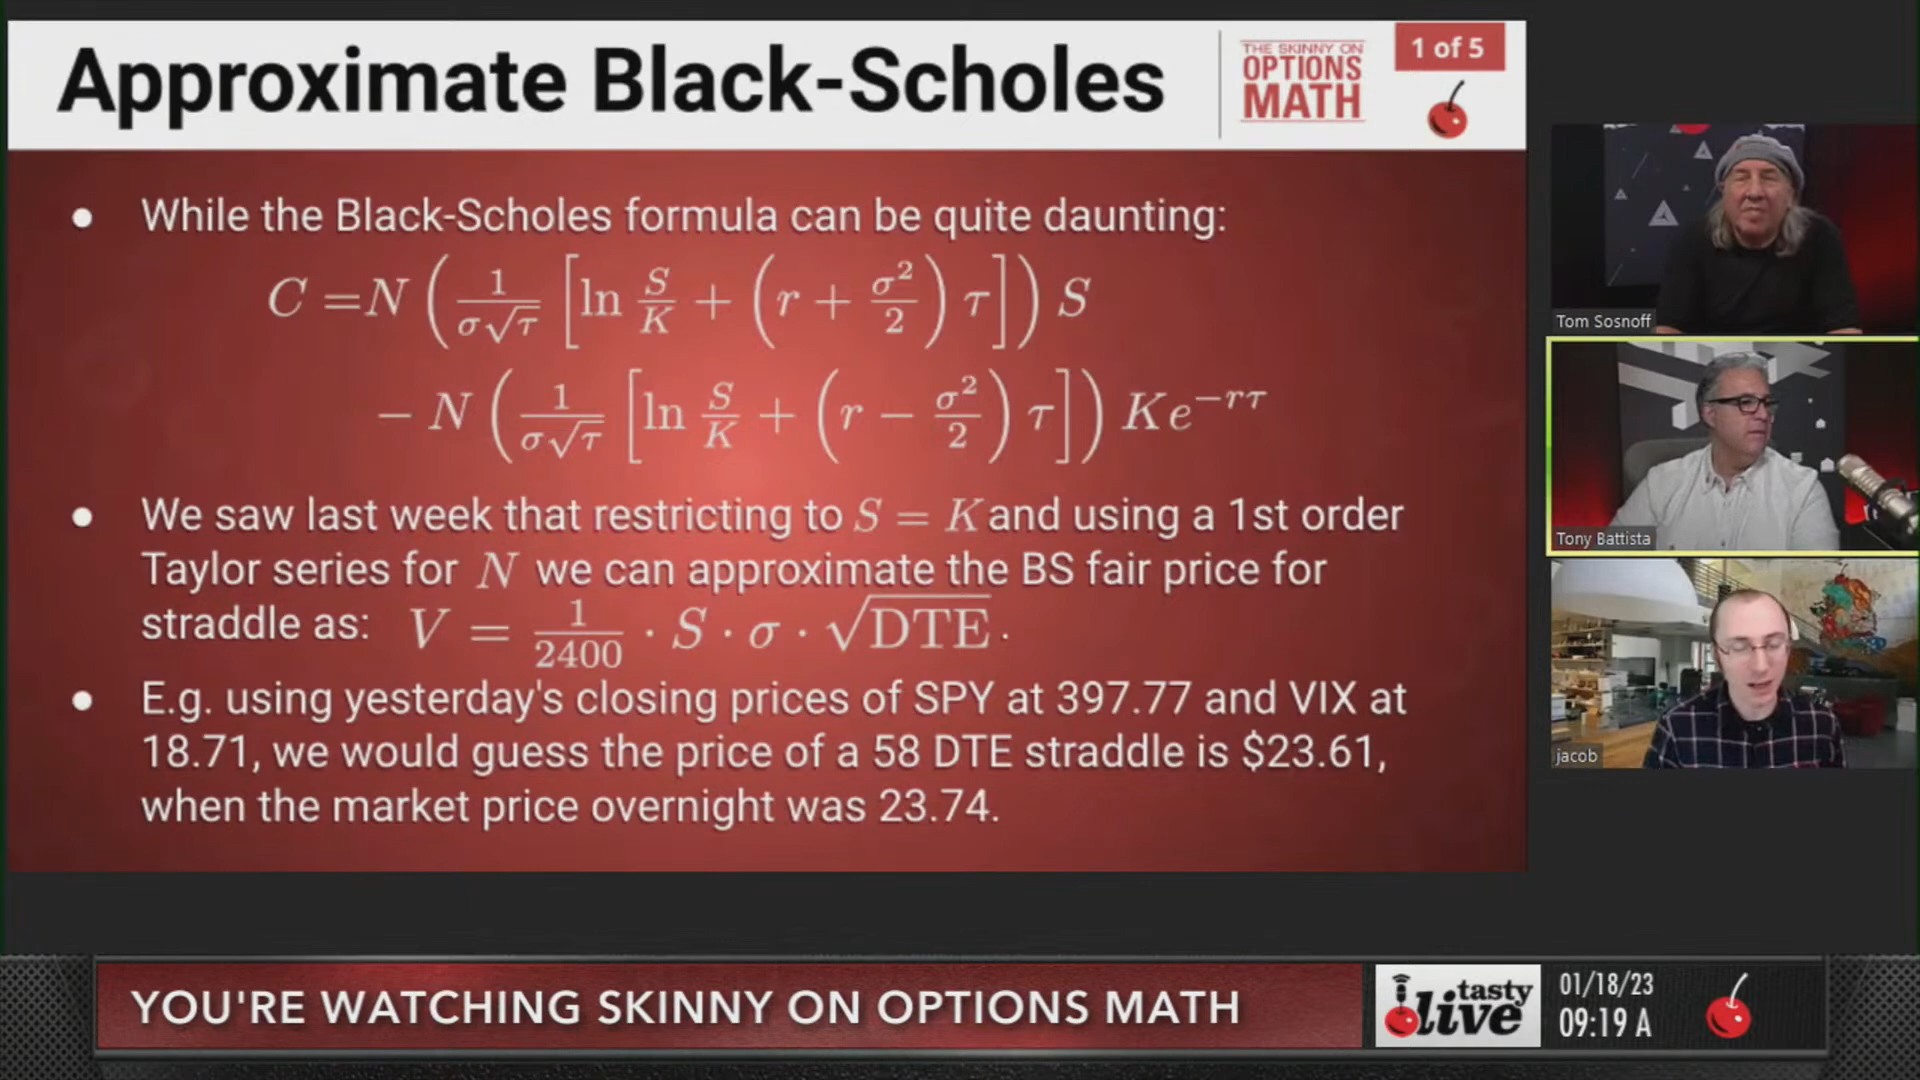 Approximate Black-Scholes
THE SKINNY ON
OPTIONS
MATH
1 of 5
● While the Black-Scholes formula can be quite daunting:
C =N ( 1/(σ√τ) [ ln S/K + ( r + σ²/2 ) τ ] ) S
− N ( 1/(σ√τ) [ ln S/K + ( r − σ²/2 ) τ ] ) Ke^{−rτ}
● We saw last week that restricting to S = K and using a 1st order
Taylor series for N we can approximate the BS fair price for
straddle as: V = 1/2400 · S · σ · √DTE .
● E.g. using yesterday's closing prices of SPY at 397.77 and VIX at
18.71, we would guess the price of a 58 DTE straddle is $23.61,
when the market price overnight was 23.74.
Tom Sosnoff
Tony Battista
jacob
YOU'RE WATCHING SKINNY ON OPTIONS MATH
tasty
live
01/18/23
09:19 A